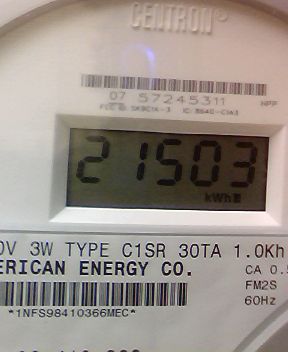 CENTRON®
07 57245311
HPP
21503
kWh
0V 3W TYPE C1SR 30TA 1.0Kh
ERICAN ENERGY CO.
CA 0.5
FM2S
60Hz
*1NFS98410366MEC*